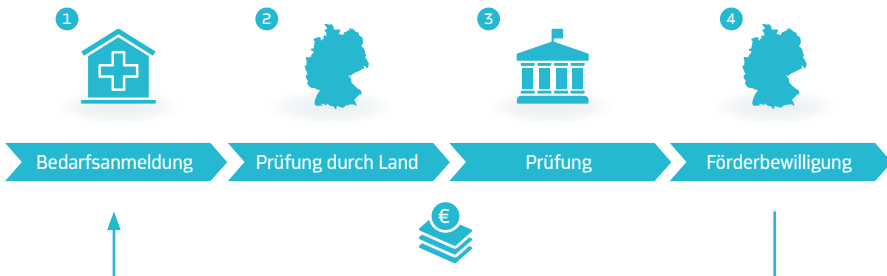 1
2
3
4
Bedarfsanmeldung
Prüfung durch Land
Prüfung
Förderbewilligung
€